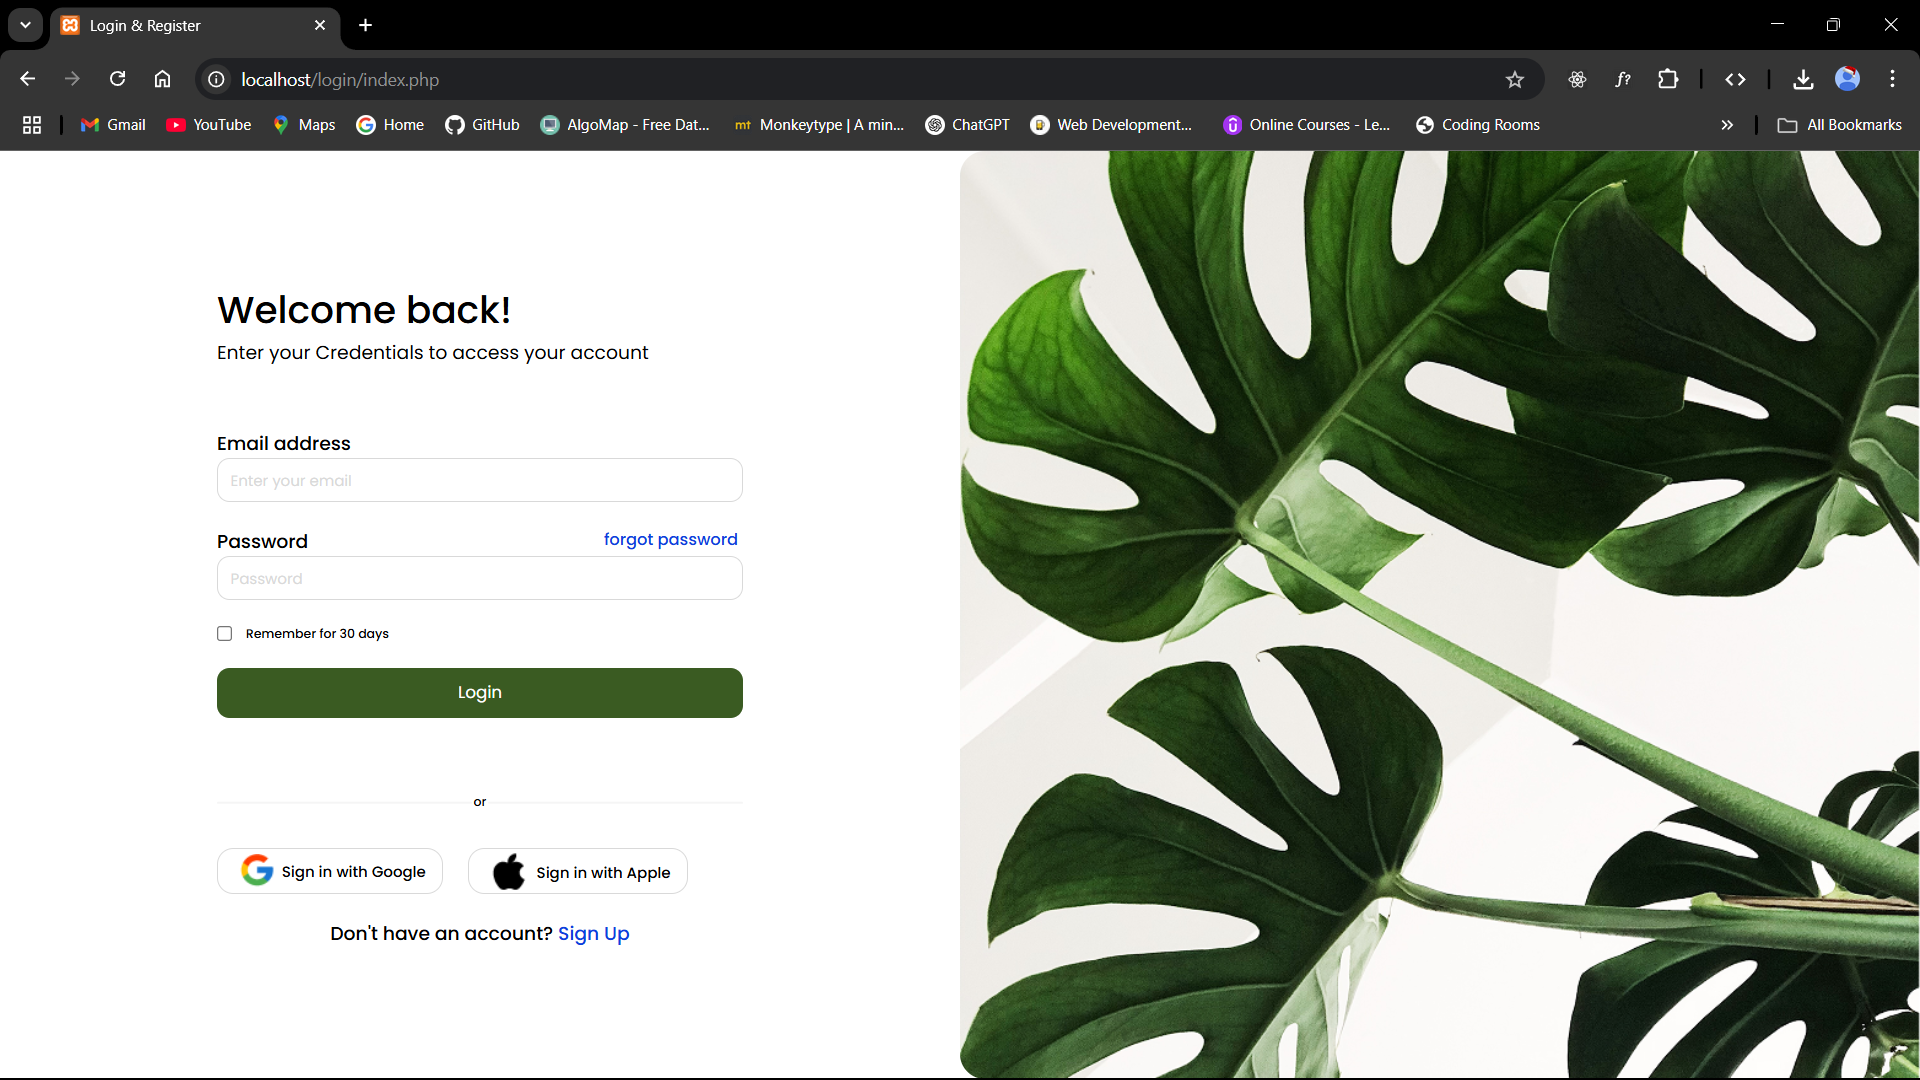 Login & Register
localhost/login/index.php
f?
Gmail YouTube Maps Home GitHub AlgoMap - Free Dat... mt Monkeytype | A min... ChatGPT Web Development... Online Courses - Le... Coding Rooms » All Bookmarks
Welcome back!
Enter your Credentials to access your account
Email address
Enter your email
Password forgot password
Password
Remember for 30 days
Login
or
Sign in with Google Sign in with Apple
Don't have an account? Sign Up